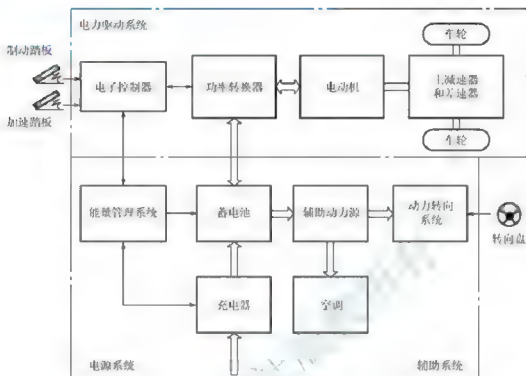 电力驱动系统
车轮
制动踏板
电子控制器
功率转换器
电动机
主减速器
和差速器
加速踏板
车轮
能量管理系统
蓄电池
辅助动力源
动力转向
系统
转向盘
充电器
空调
电源系统
辅助系统